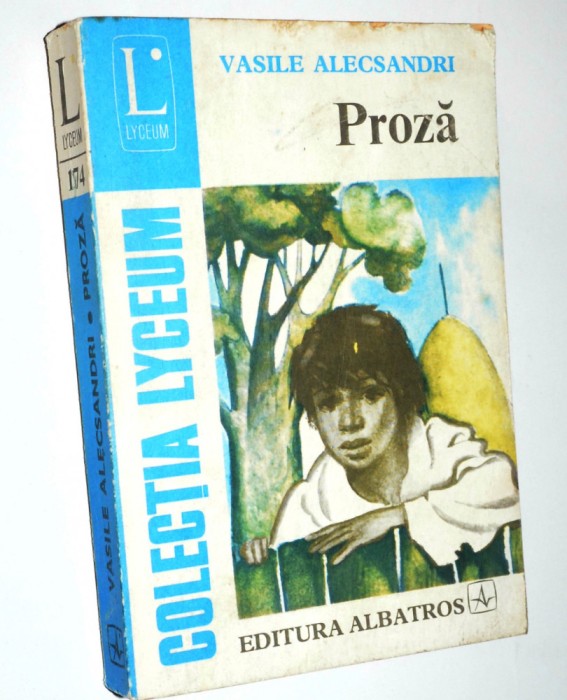 L
LYCEUM
174
VASILE ALECSANDRI • PROZĂ
L
LYCEUM
VASILE ALECSANDRI
Proză
COLECȚIA LYCEUM
EDITURA ALBATROS